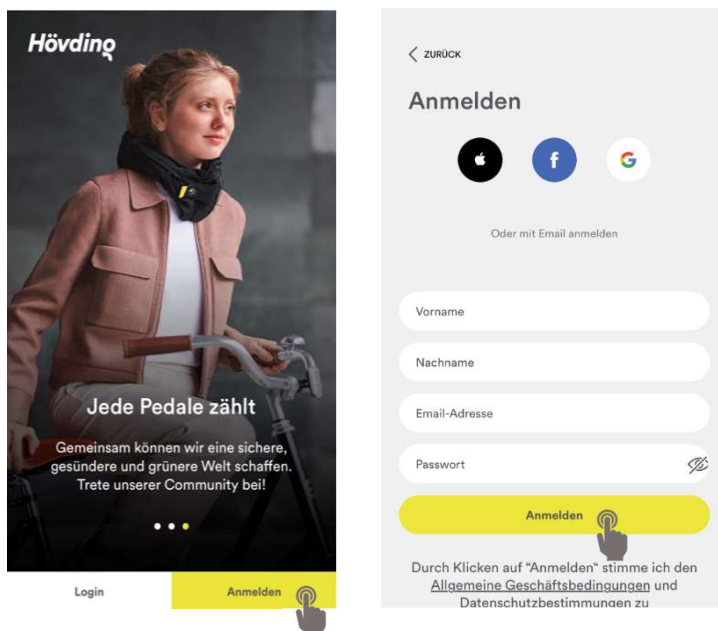 Hövding
Jede Pedale zählt
Gemeinsam können wir eine sichere,
gesündere und grünere Welt schaffen.
Trete unserer Community bei!
Login
Anmelden
ZURÜCK
Anmelden
Oder mit Email anmelden
Vorname
Nachname
Email-Adresse
Passwort
Anmelden
Durch Klicken auf "Anmelden" stimme ich den
Allgemeine Geschäftsbedingungen und
Datenschutzbestimmungen zu